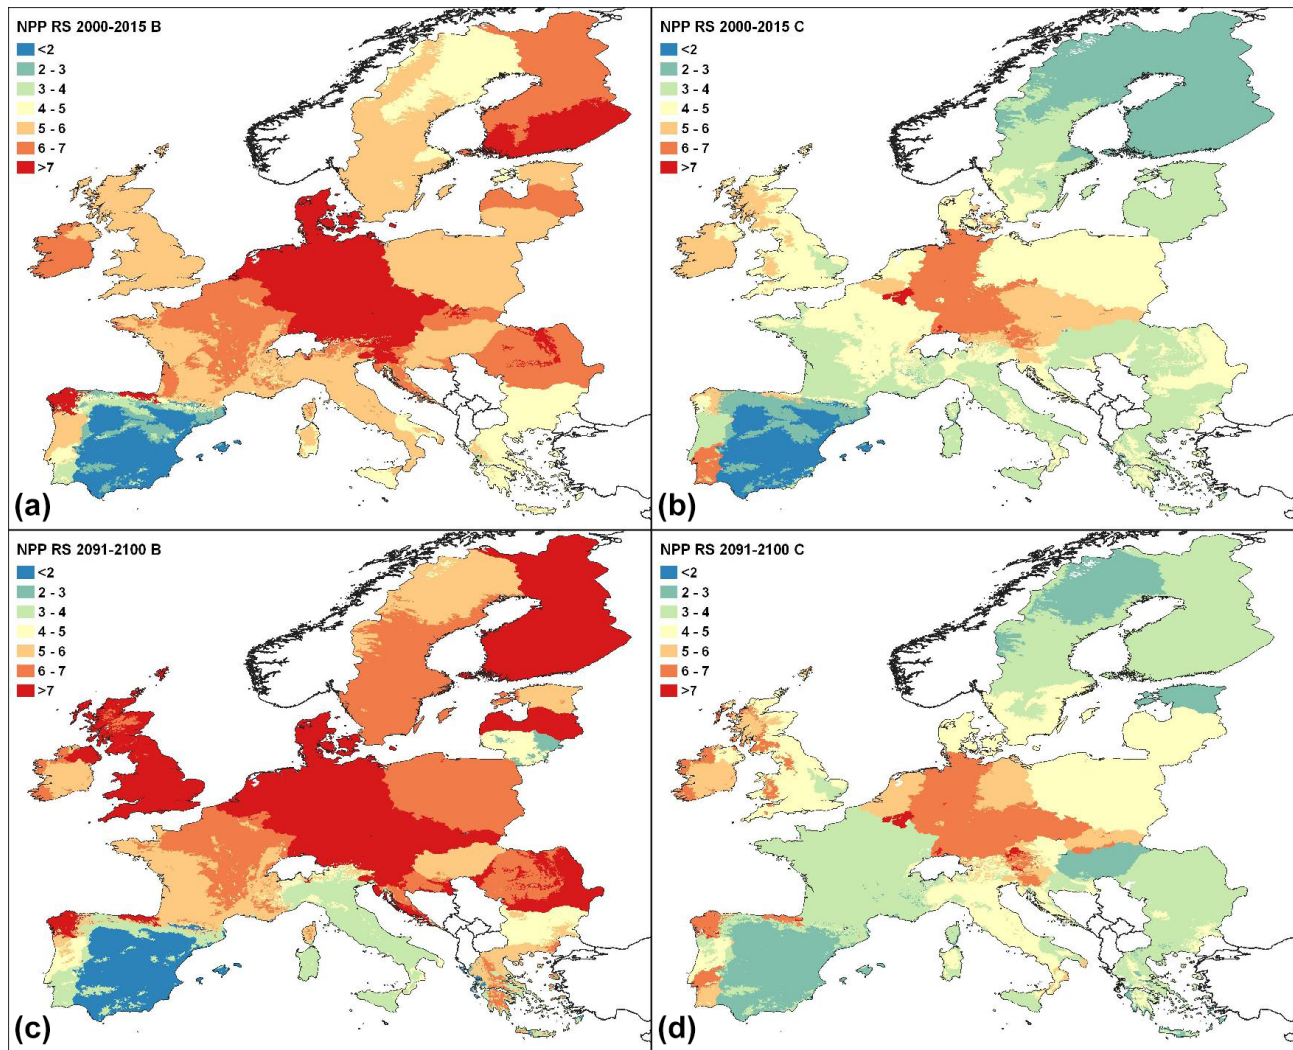 NPP RS 2000-2015 B
<2
2 - 3
3 - 4
4 - 5
5 - 6
6 - 7
>7
(a)
NPP RS 2000-2015 C
<2
2 - 3
3 - 4
4 - 5
5 - 6
6 - 7
>7
(b)
NPP RS 2091-2100 B
<2
2 - 3
3 - 4
4 - 5
5 - 6
6 - 7
>7
(c)
NPP RS 2091-2100 C
<2
2 - 3
3 - 4
4 - 5
5 - 6
6 - 7
>7
(d)